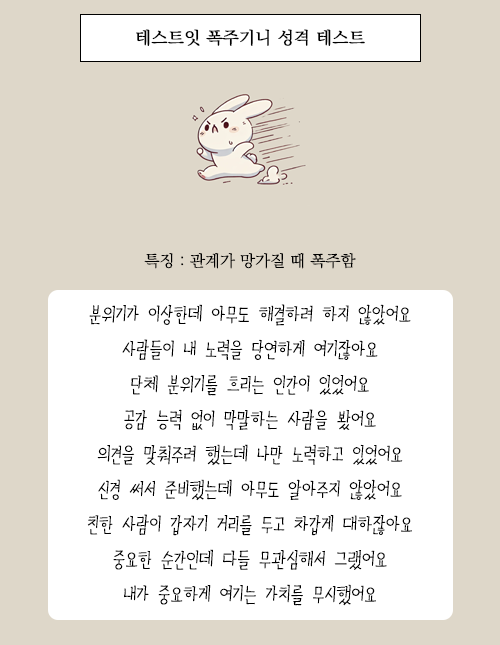 테스트잇 폭주기니 성격 테스트
특징 : 관계가 망가질 때 폭주함
분위기가 이상한데 아무도 해결하려 하지 않았어요
사람들이 내 노력을 당연하게 여기잖아요
단체 분위기를 흐리는 인간이 있었어요
공감 능력 없이 막말하는 사람을 봤어요
의견을 맞춰주려 했는데 나만 노력하고 있었어요
신경 써서 준비했는데 아무도 알아주지 않았어요
친한 사람이 갑자기 거리를 두고 차갑게 대하잖아요
중요한 순간인데 다들 무관심해서 그랬어요
내가 중요하게 여기는 가치를 무시했어요